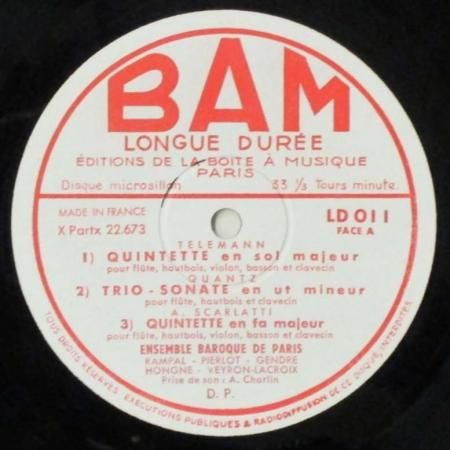 BAM
LONGUE DURÉE
ÉDITIONS DE LA BOITE À MUSIQUE
PARIS
Disque microsillon 33 ⅓ Tours minute.
MADE IN FRANCE
X Partx 22.673
LD 011
FACE A
TELEMANN
1) QUINTETTE en sol majeur
pour flûte, hautbois, violon, basson et clavecin
QUANTZ
2) TRIO-SONATE en ut mineur
pour flûte, hautbois et clavecin
A. SCARLATTI
3) QUINTETTE en fa majeur
pour flûte, hautbois, violon, basson et clavecin
ENSEMBLE BAROQUE DE PARIS
RAMPAL - PIERLOT - GENDRE
HONGNE - VEYRON-LACROIX
Prise de son : A. Charlin
D. P.
TOUS DROITS RÉSERVÉS. EXÉCUTIONS PUBLIQUES & RADIODIFFUSION DE CE DISQUE, INTERDITES.